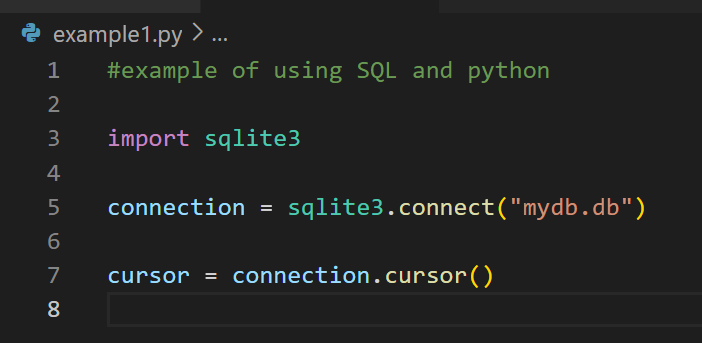 example1.py > ...
1 #example of using SQL and python
2
3 import sqlite3
4
5 connection = sqlite3.connect("mydb.db")
6
7 cursor = connection.cursor()
8